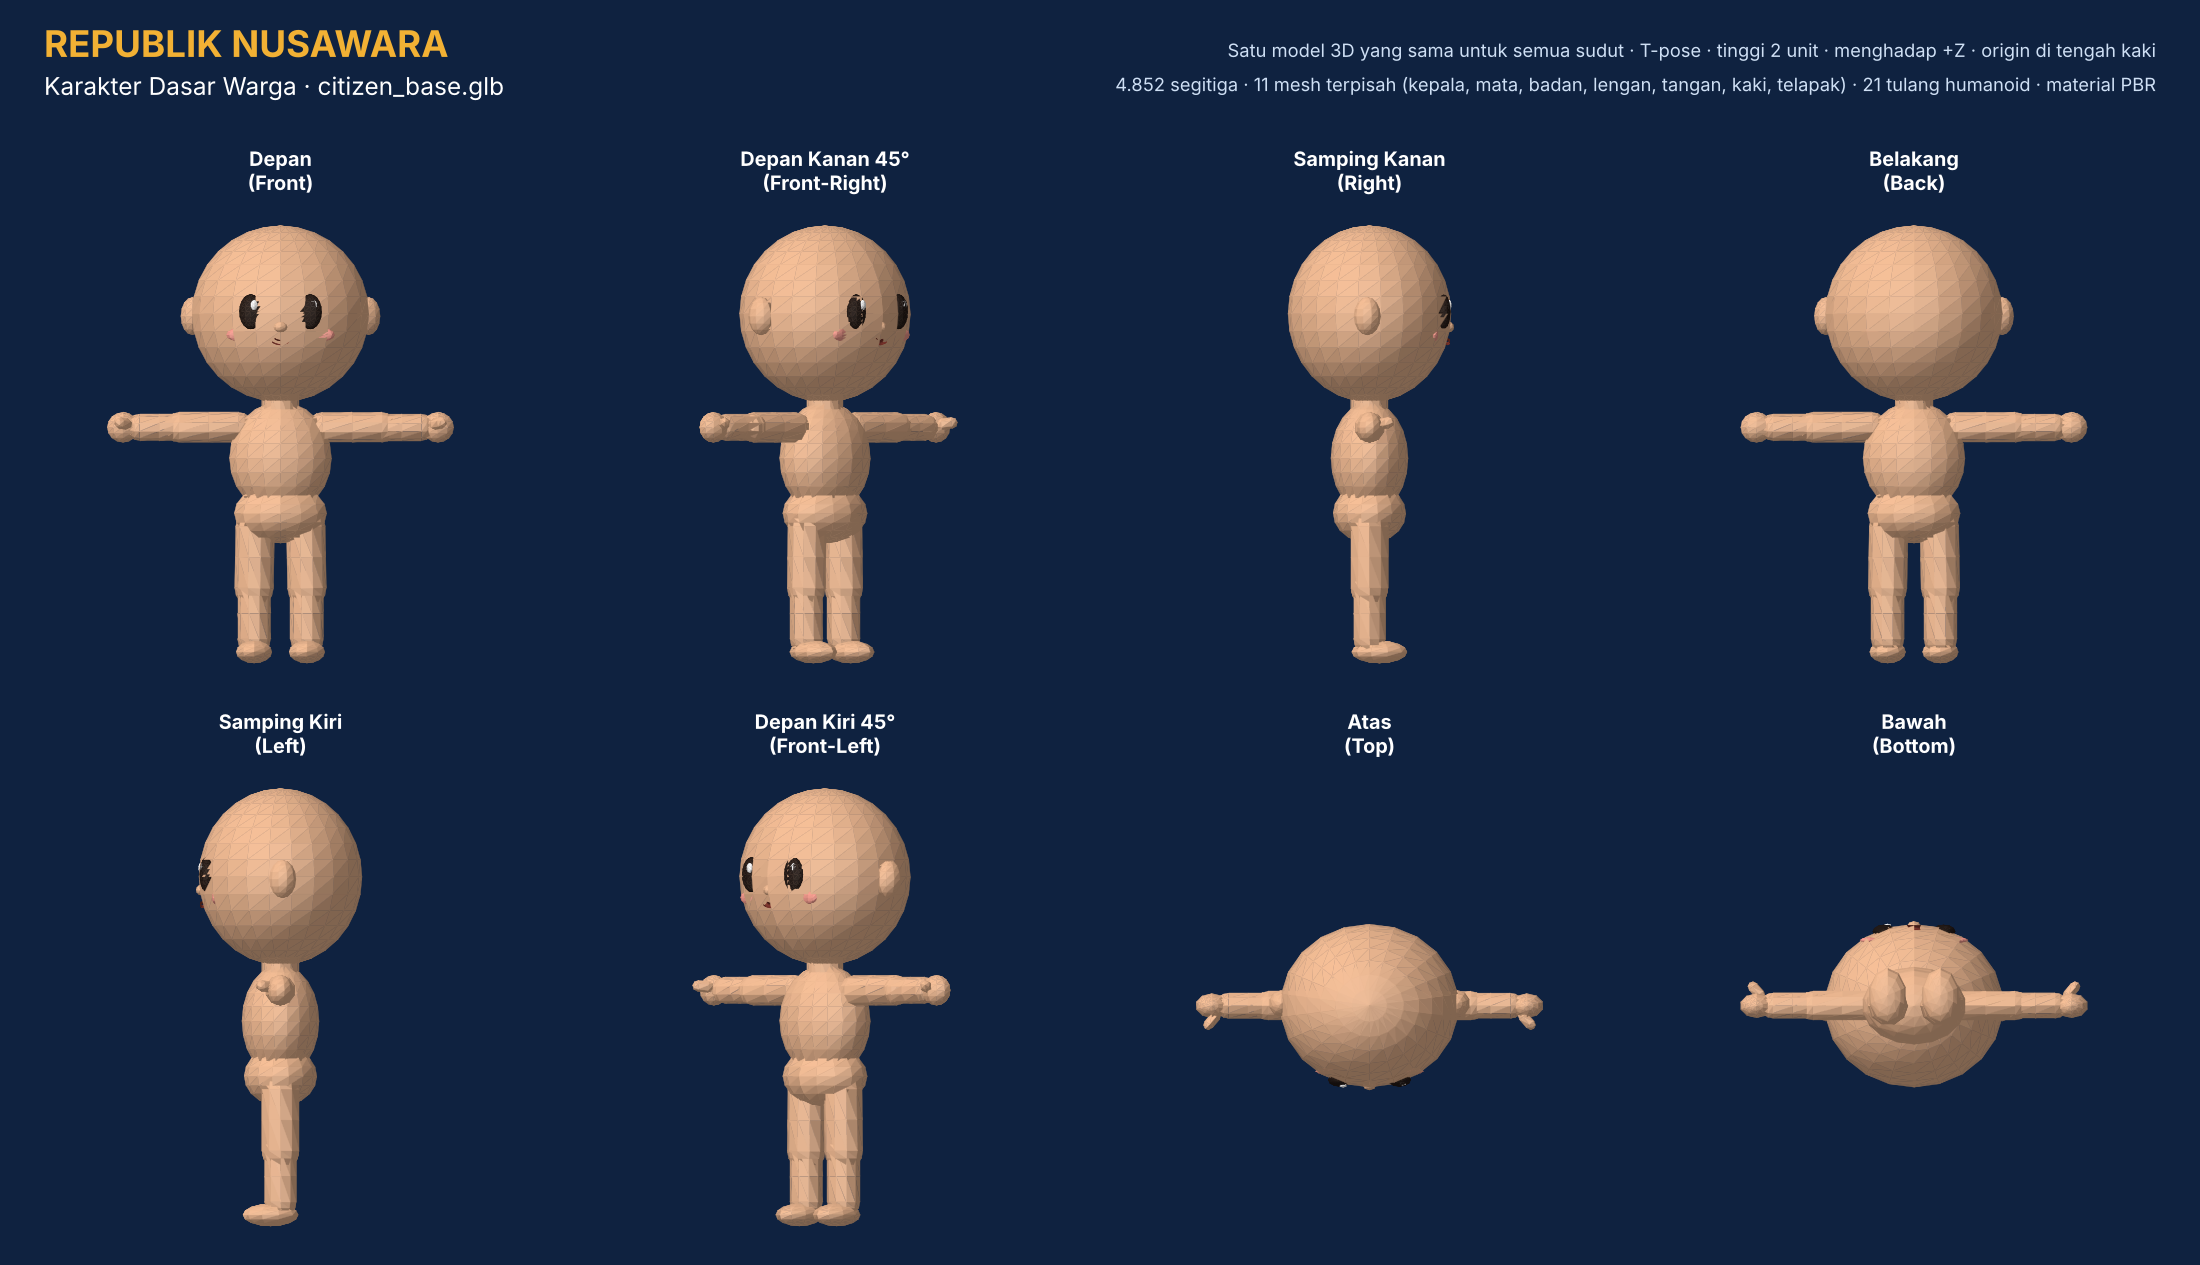 REPUBLIK NUSAWARA
Karakter Dasar Warga · citizen_base.glb
Satu model 3D yang sama untuk semua sudut · T-pose · tinggi 2 unit · menghadap +Z · origin di tengah kaki
4.852 segitiga · 11 mesh terpisah (kepala, mata, badan, lengan, tangan, kaki, telapak) · 21 tulang humanoid · material PBR
Depan
(Front)
Depan Kanan 45°
(Front-Right)
Samping Kanan
(Right)
Belakang
(Back)
Samping Kiri
(Left)
Depan Kiri 45°
(Front-Left)
Atas
(Top)
Bawah
(Bottom)